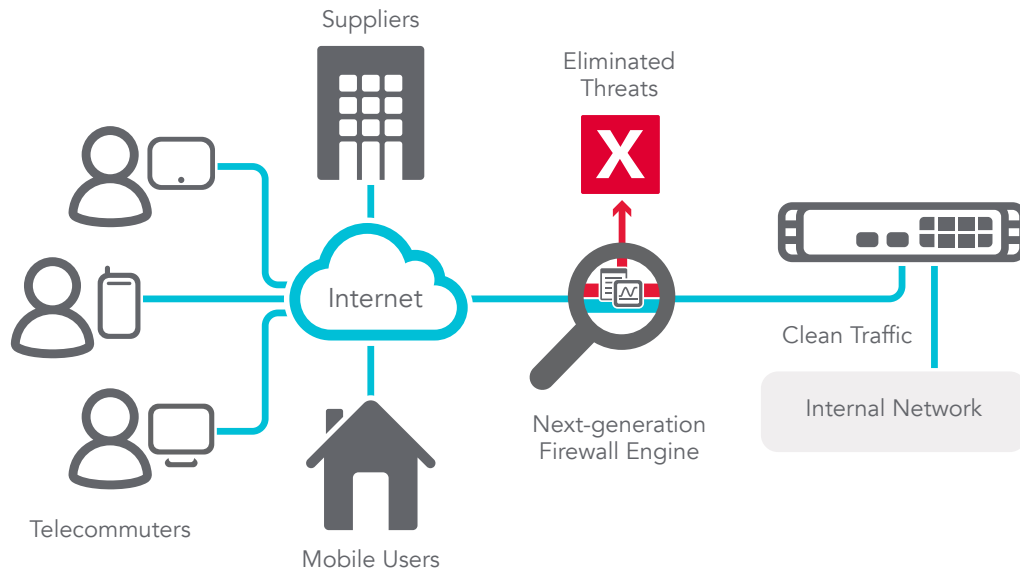 Suppliers
Eliminated
Threats
X
Internet
Clean Traffic
Internal Network
Next-generation
Firewall Engine
Telecommuters
Mobile Users